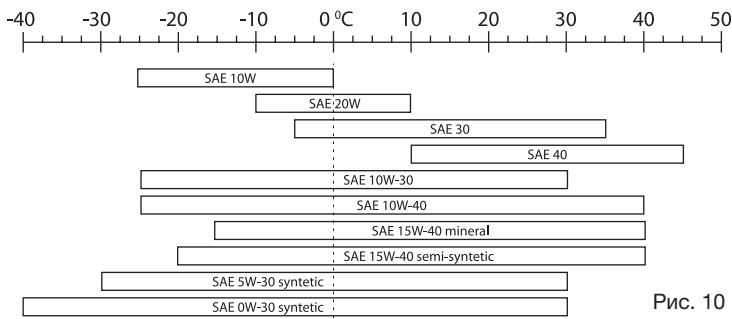 -40 -30 -20 -10 0 ⁰C 10 20 30 40 50
SAE 10W
SAE 20W
SAE 30
SAE 40
SAE 10W-30
SAE 10W-40
SAE 15W-40 mineral
SAE 15W-40 semi-syntetic
SAE 5W-30 syntetic
SAE 0W-30 syntetic
Рис. 10